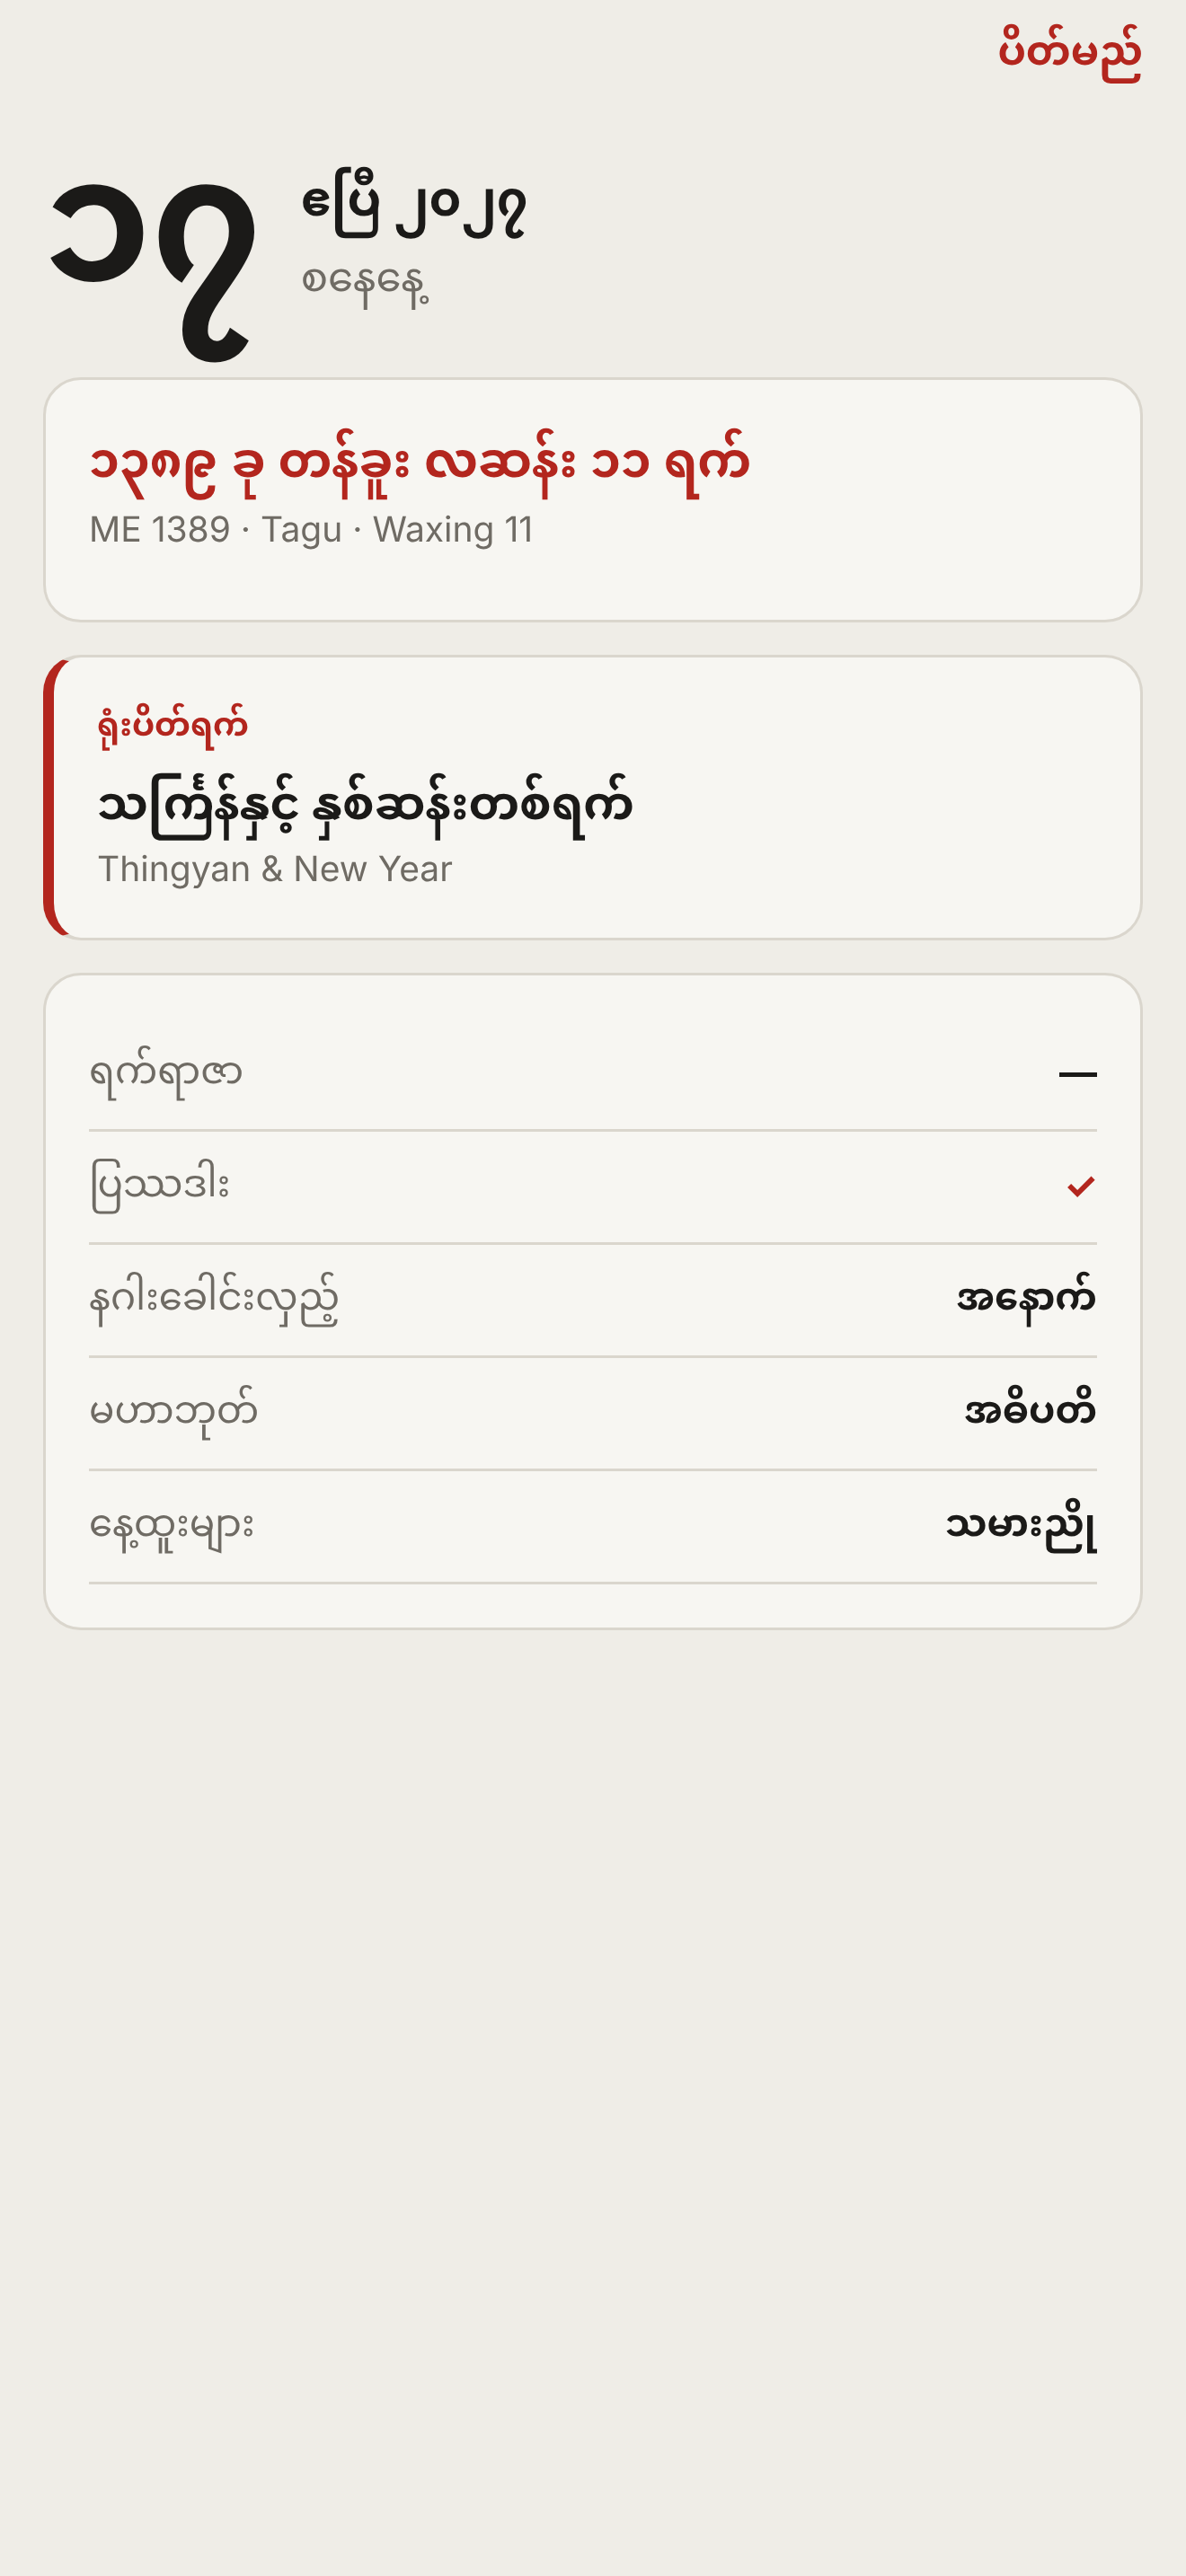 ပိတ်မည်
၁၇
ဧပြီ ၂၀၂၇
စနေနေ့
၁၃၈၉ ခု တန်ခူး လဆန်း ၁၁ ရက်
ME 1389 · Tagu · Waxing 11
ရုံးပိတ်ရက်
သင်္ကြန်နှင့် နှစ်ဆန်းတစ်ရက်
Thingyan & New Year
ရက်ရာဇာ —
ပြဿဒါး ✓
နဂါးခေါင်းလှည့် အနောက်
မဟာဘုတ် အဓိပတိ
နေ့ထူးများ သမားညို